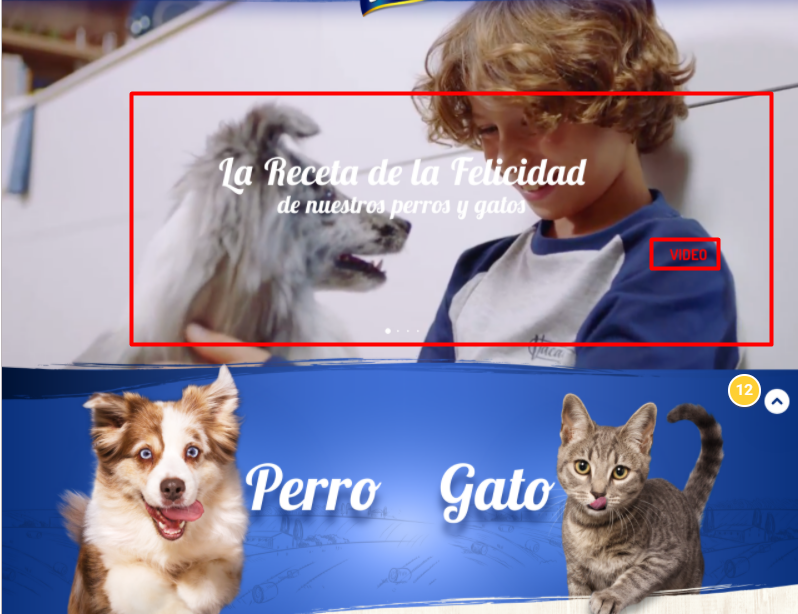 La Receta de la Felicidad
de nuestros perros y gatos
VIDEO
12
Perro
Gato